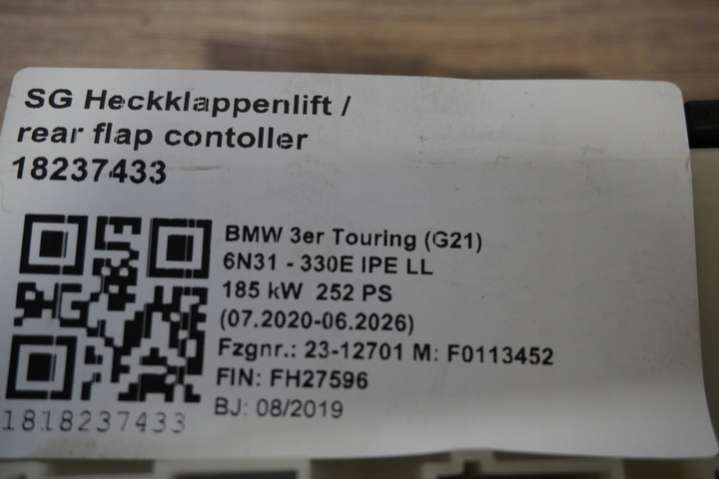 SG Heckklappenlift /
rear flap contoller
18237433
BMW 3er Touring (G21)
6N31 - 330E IPE LL
185 kW 252 PS
(07.2020-06.2026)
Fzgnr.: 23-12701 M: F0113452
FIN: FH27596
BJ: 08/2019
1818237433